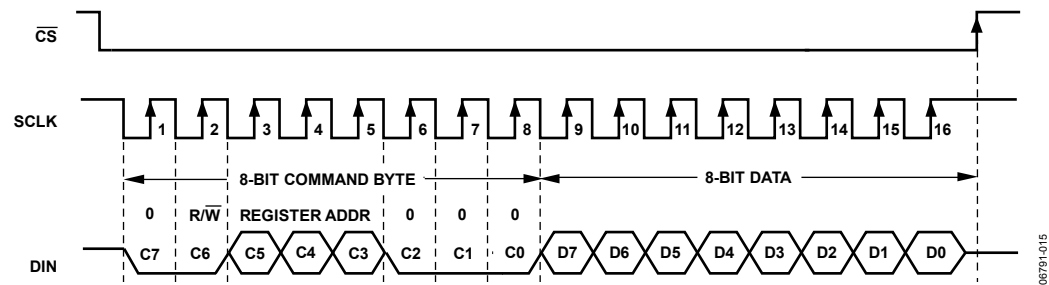 CS
SCLK
1 2 3 4 5 6 7 8 9 10 11 12 13 14 15 16
8-BIT COMMAND BYTE 8-BIT DATA
0 R/W REGISTER ADDR 0 0 0
DIN C7 C6 C5 C4 C3 C2 C1 C0 D7 D6 D5 D4 D3 D2 D1 D0
06791-015